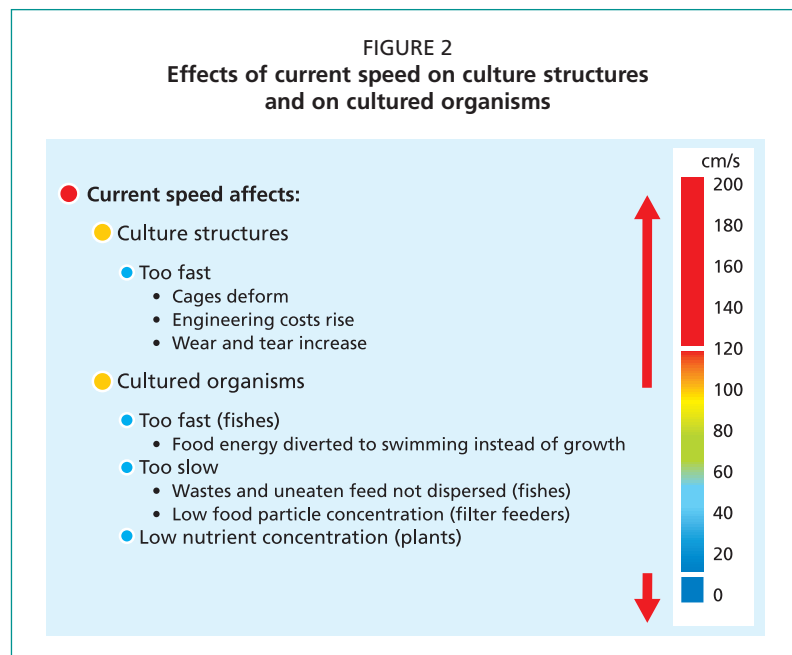 FIGURE 2
Effects of current speed on culture structures
and on cultured organisms
Current speed affects:
Culture structures
Too fast
• Cages deform
• Engineering costs rise
• Wear and tear increase
Cultured organisms
Too fast (fishes)
• Food energy diverted to swimming instead of growth
Too slow
• Wastes and uneaten feed not dispersed (fishes)
• Low food particle concentration (filter feeders)
Low nutrient concentration (plants)
cm/s
200
180
160
140
120
100
80
60
40
20
0